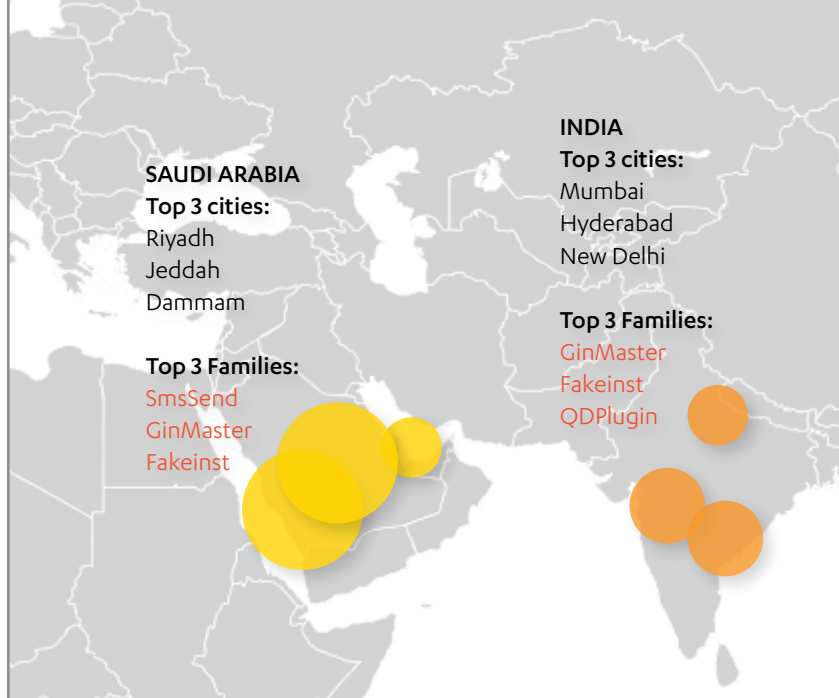 SAUDI ARABIA
Top 3 cities:
Riyadh
Jeddah
Dammam
Top 3 Families:
SmsSend
GinMaster
Fakeinst
INDIA
Top 3 cities:
Mumbai
Hyderabad
New Delhi
Top 3 Families:
GinMaster
Fakeinst
QDPlugin